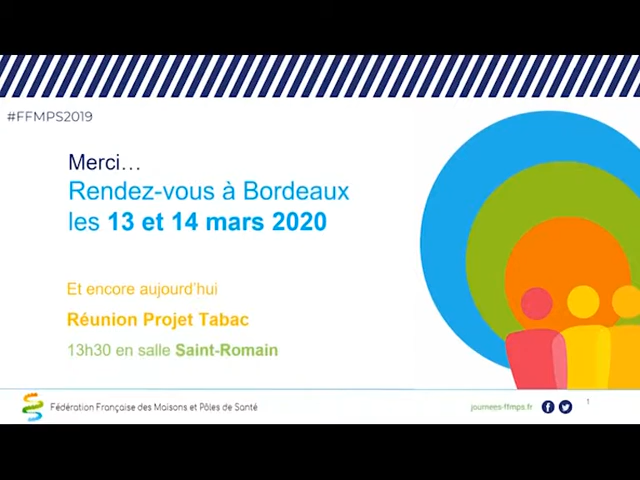 #FFMPS2019
Merci…
Rendez-vous à Bordeaux
les 13 et 14 mars 2020
Et encore aujourd'hui
Réunion Projet Tabac
13h30 en salle Saint-Romain
Fédération Française des Maisons et Pôles de Santé
journees-ffmps.fr
1